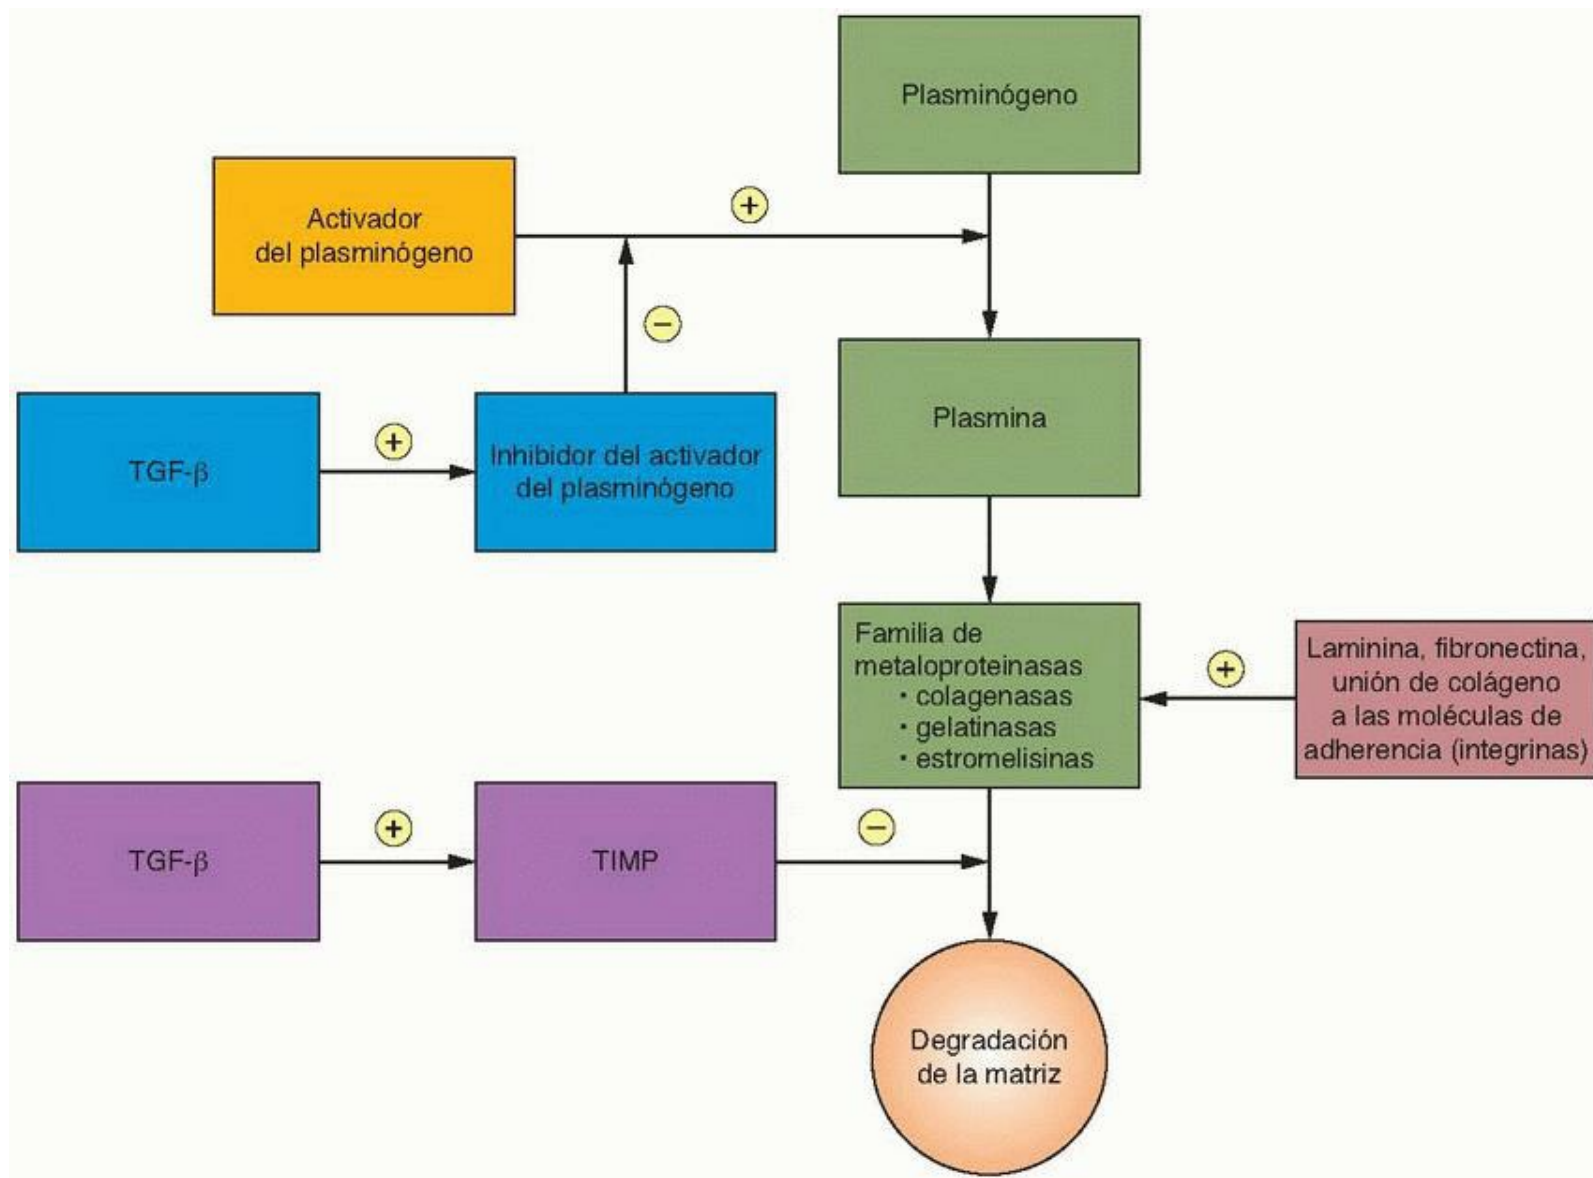 Plasminógeno
Activador
del plasminógeno
+
−
Plasmina
TGF-β
+
Inhibidor del activador
del plasminógeno
Familia de
metaloproteinasas
• colagenasas
• gelatinasas
• estromelisinas
+
Laminina, fibronectina,
unión de colágeno
a las moléculas de
adherencia (integrinas)
TGF-β
+
TIMP
−
Degradación
de la matriz